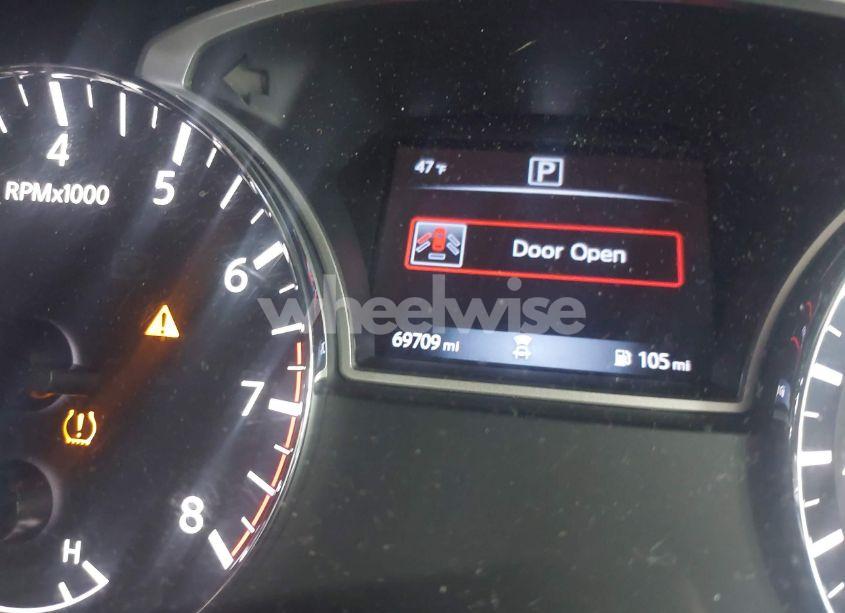 4
5
RPMx1000
6
7
8
H
47°F
P
Door Open
69709 mi
105 mi
wheelwise